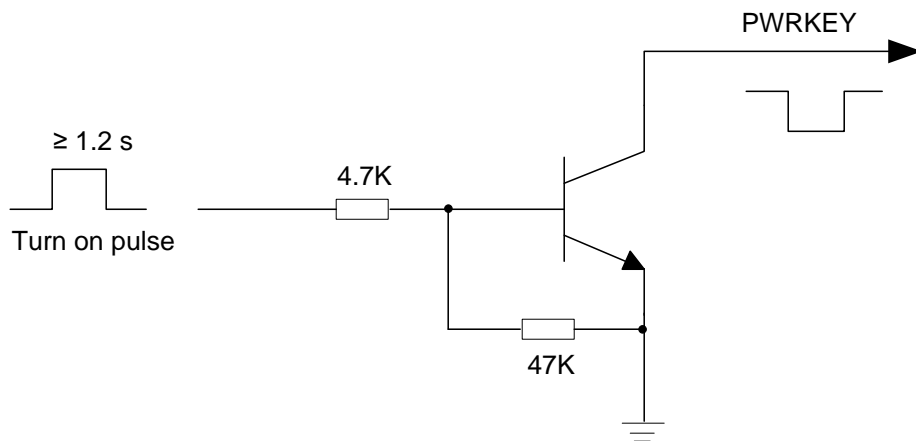 PWRKEY
≥ 1.2 s
4.7K
Turn on pulse
47K